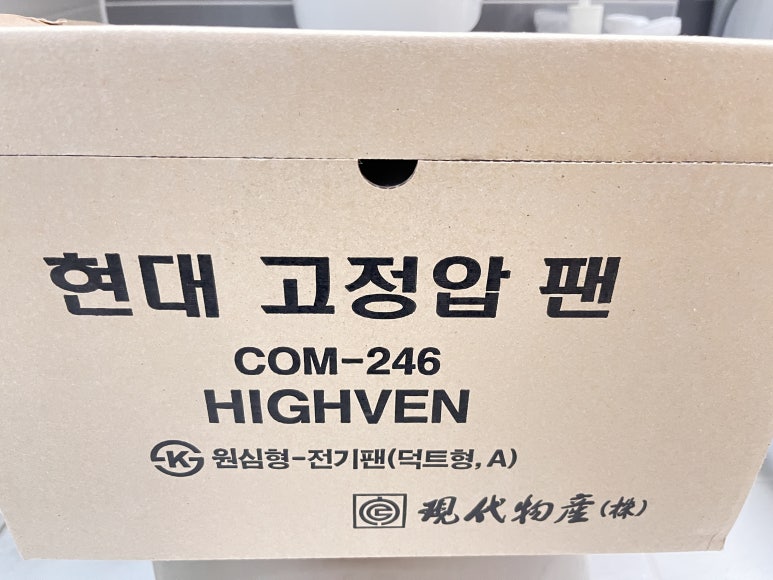 현대 고정압 팬
COM-246
HIGHVEN
원심형-전기팬(덕트형, A)
現代物産(株)